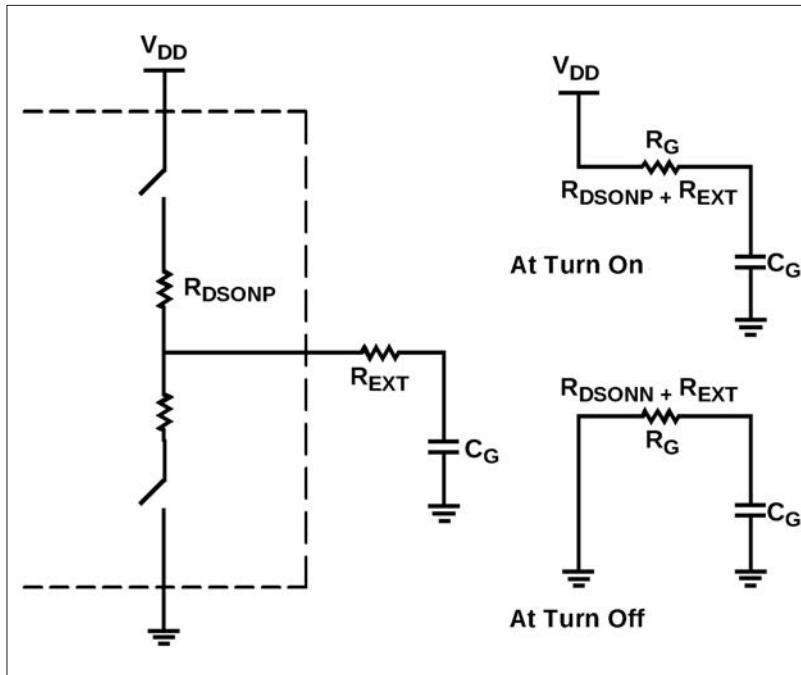 VDD
RDSONP
REXT
CG
VDD
RG
RDSONP + REXT
CG
At Turn On
RDSONN + REXT
RG
CG
At Turn Off